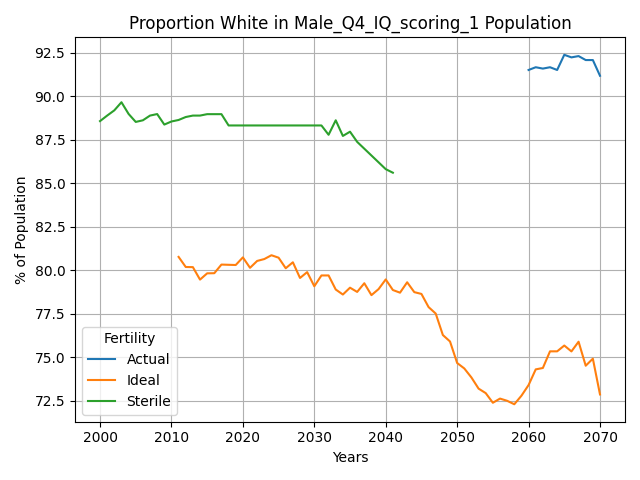 Proportion White in Male_Q4_IQ_scoring_1 Population
% of Population
92.5
90.0
87.5
85.0
82.5
80.0
77.5
75.0
72.5
Fertility
Actual
Ideal
Sterile
2000 2010 2020 2030 2040 2050 2060 2070
Years